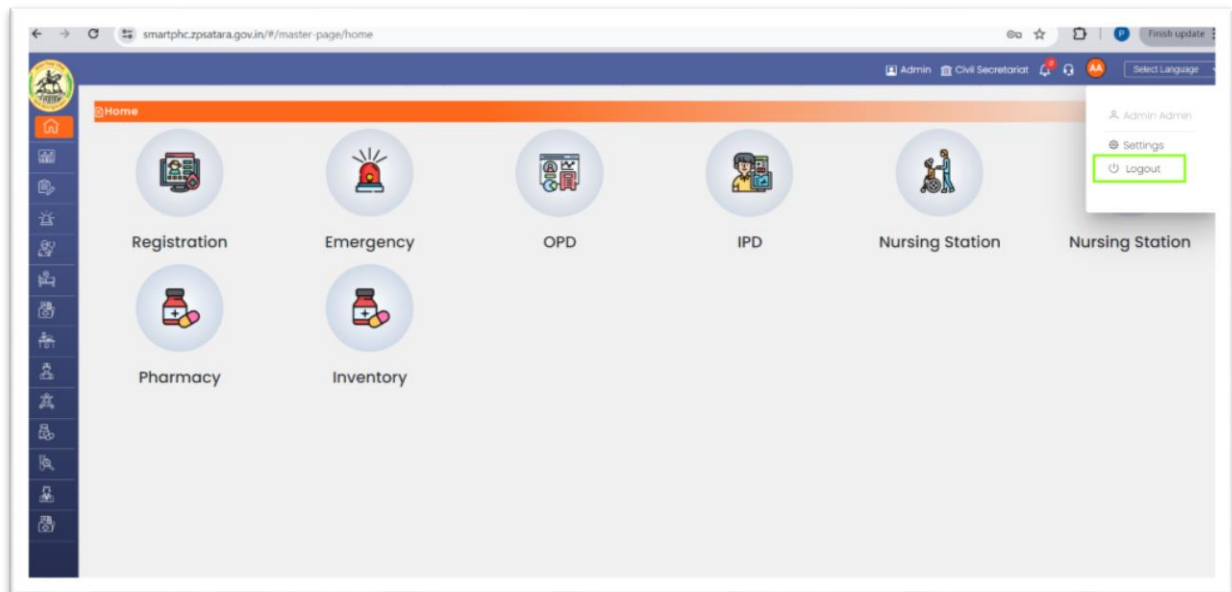 smartphc.zpsatara.gov.in/#/master-page/home
P
Finish update
Admin
Civil Secretariat
AA
Select Language
Home
Admin Admin
Settings
Logout
Registration
Emergency
OPD
IPD
Nursing Station
Nursing Station
Pharmacy
Inventory